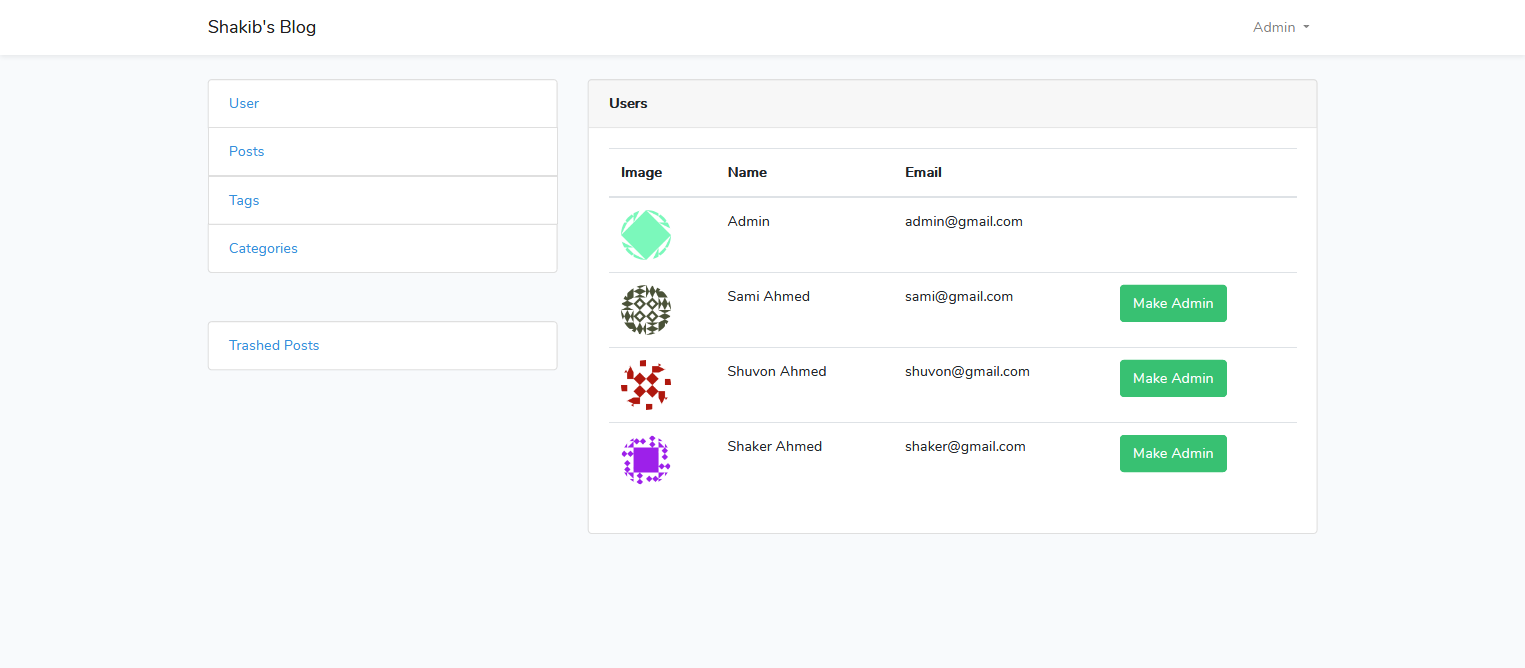 Shakib's Blog
Admin
User
Posts
Tags
Categories
Trashed Posts
Users
Image Name Email
Admin admin@gmail.com
Sami Ahmed sami@gmail.com Make Admin
Shuvon Ahmed shuvon@gmail.com Make Admin
Shaker Ahmed shaker@gmail.com Make Admin